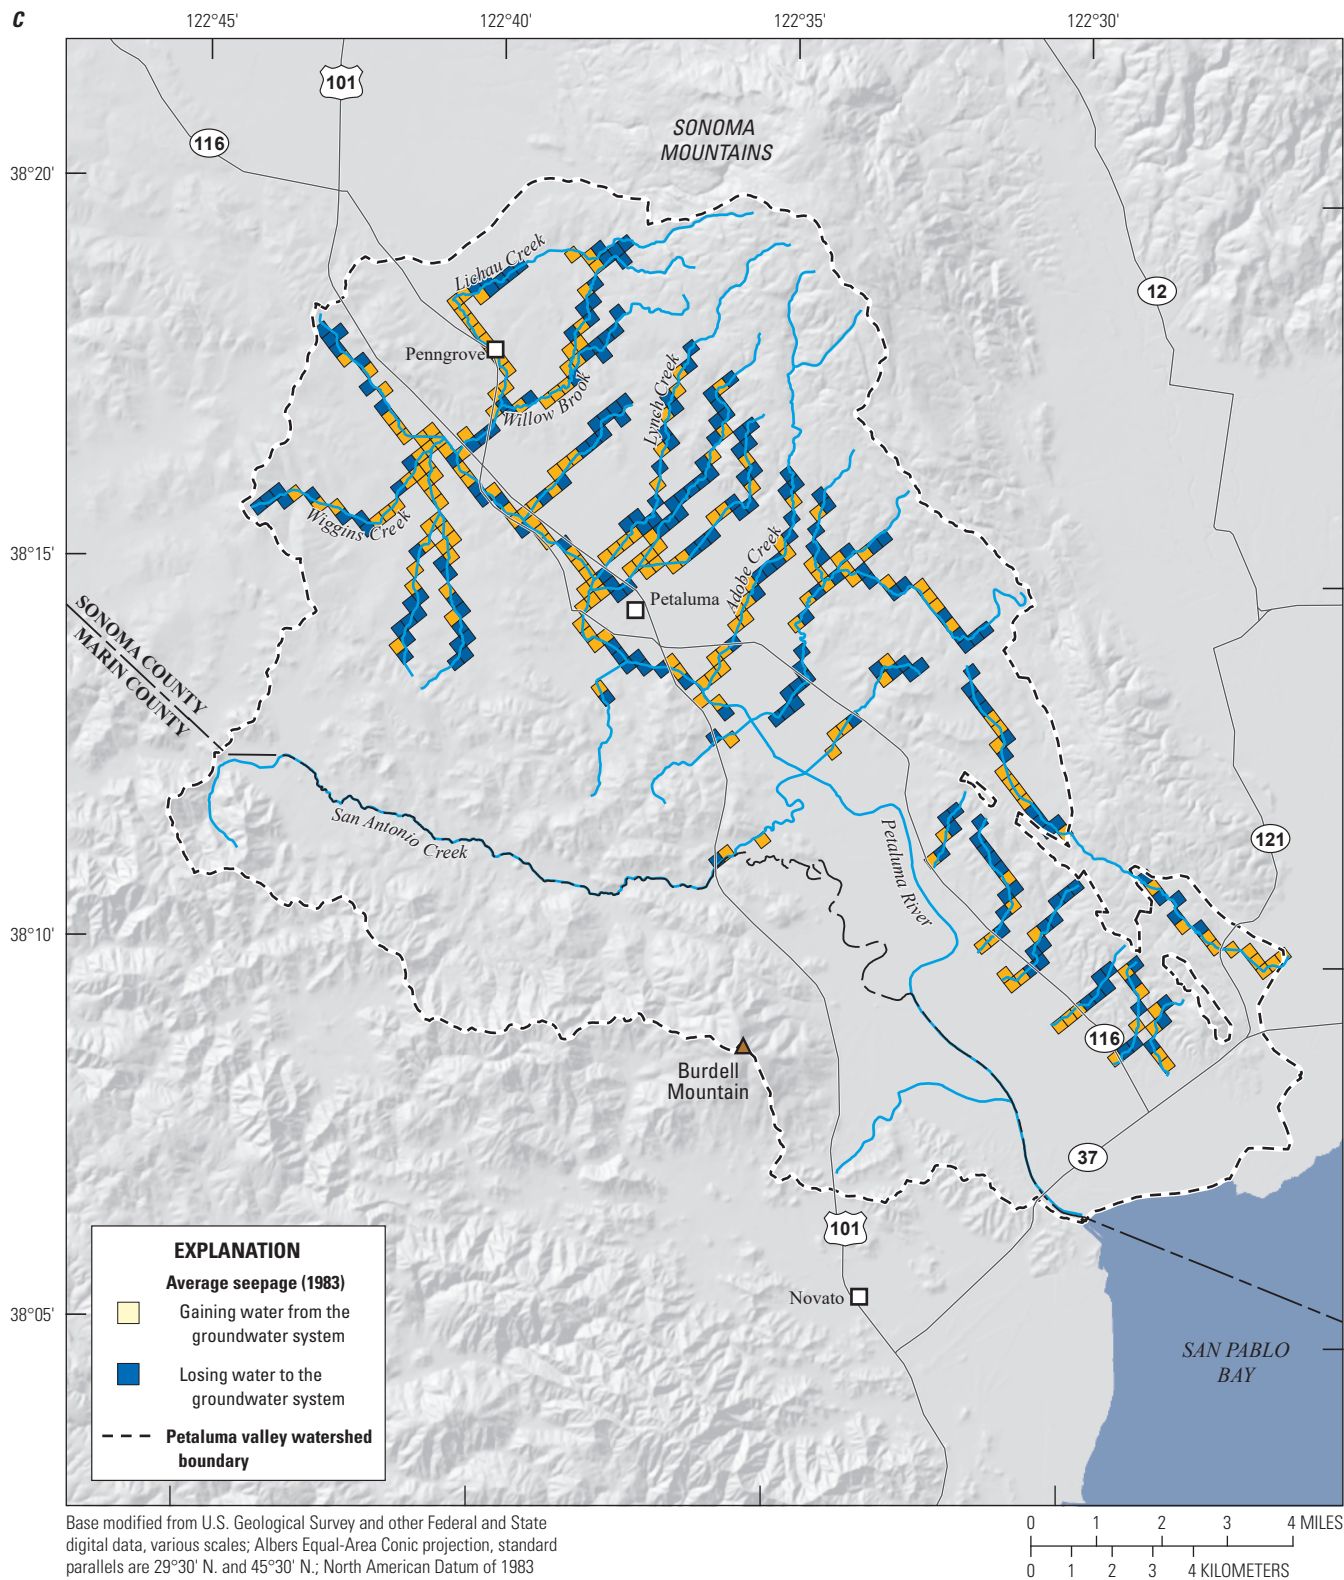 C
122°45'
122°40'
122°35'
122°30'
101
116
SONOMA
MOUNTAINS
38°20'
Lichau Creek
12
Penngrove
Willow Brook
Lynch Creek
Wiggins Creek
38°15'
Adobe Creek
Petaluma
SONOMA COUNTY
MARIN COUNTY
San Antonio Creek
Petaluma River
121
38°10'
116
Burdell
Mountain
37
101
Novato
38°05'
SAN PABLO
BAY
EXPLANATION
Average seepage (1983)
Gaining water from the
groundwater system
Losing water to the
groundwater system
Petaluma valley watershed
boundary
Base modified from U.S. Geological Survey and other Federal and State
digital data, various scales; Albers Equal-Area Conic projection, standard
parallels are 29°30' N. and 45°30' N.; North American Datum of 1983
0 1 2 3 4 MILES
0 1 2 3 4 KILOMETERS